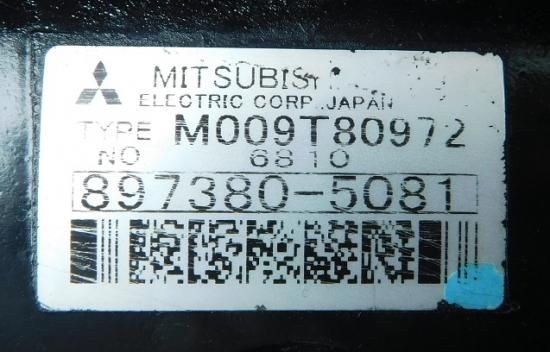 MITSUBIS
ELECTRIC CORP. JAPAN
TYPE M009T80972
NO 6810
897380-5081